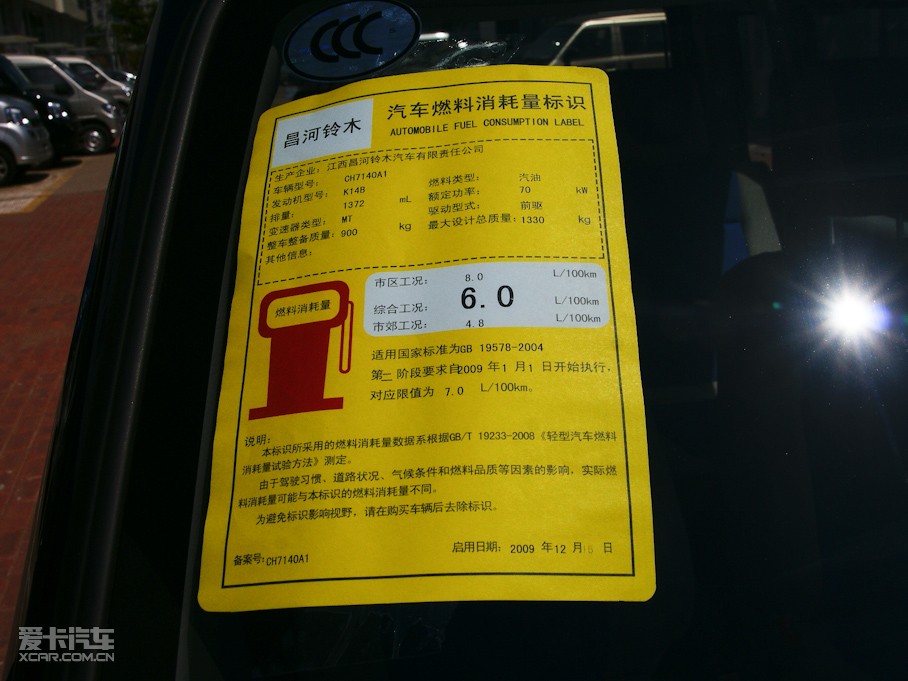 CCC
昌河铃木
汽车燃料消耗量标识
AUTOMOBILE FUEL CONSUMPTION LABEL
生产企业：江西昌河铃木汽车有限责任公司
车辆型号： CH7140A1 燃料类型： 汽油
发动机型号： K14B 额定功率： 70 kW
排量： 1372 mL 驱动型式： 前驱
变速器类型： MT 最大设计总质量：1330 kg
整车整备质量：900 kg
其他信息：
燃料消耗量
市区工况： 8.0 L/100km
综合工况： 6.0 L/100km
市郊工况： 4.8 L/100km
适用国家标准为GB 19578-2004
第二 阶段要求自2009 年1 月1 日开始执行，
对应限值为 7.0 L/100km。
说明：
本标识所采用的燃料消耗量数据系根据GB/T 19233-2008《轻型汽车燃料
消耗量试验方法》测定。
由于驾驶习惯、道路状况、气候条件和燃料品质等因素的影响，实际燃
料消耗量可能与本标识的燃料消耗量不同。
为避免标识影响视野，请在购买车辆后去除标识。
备案号：CH7140A1 启用日期： 2009 年12 月15 日
爱卡汽车
XCAR.COM.CN